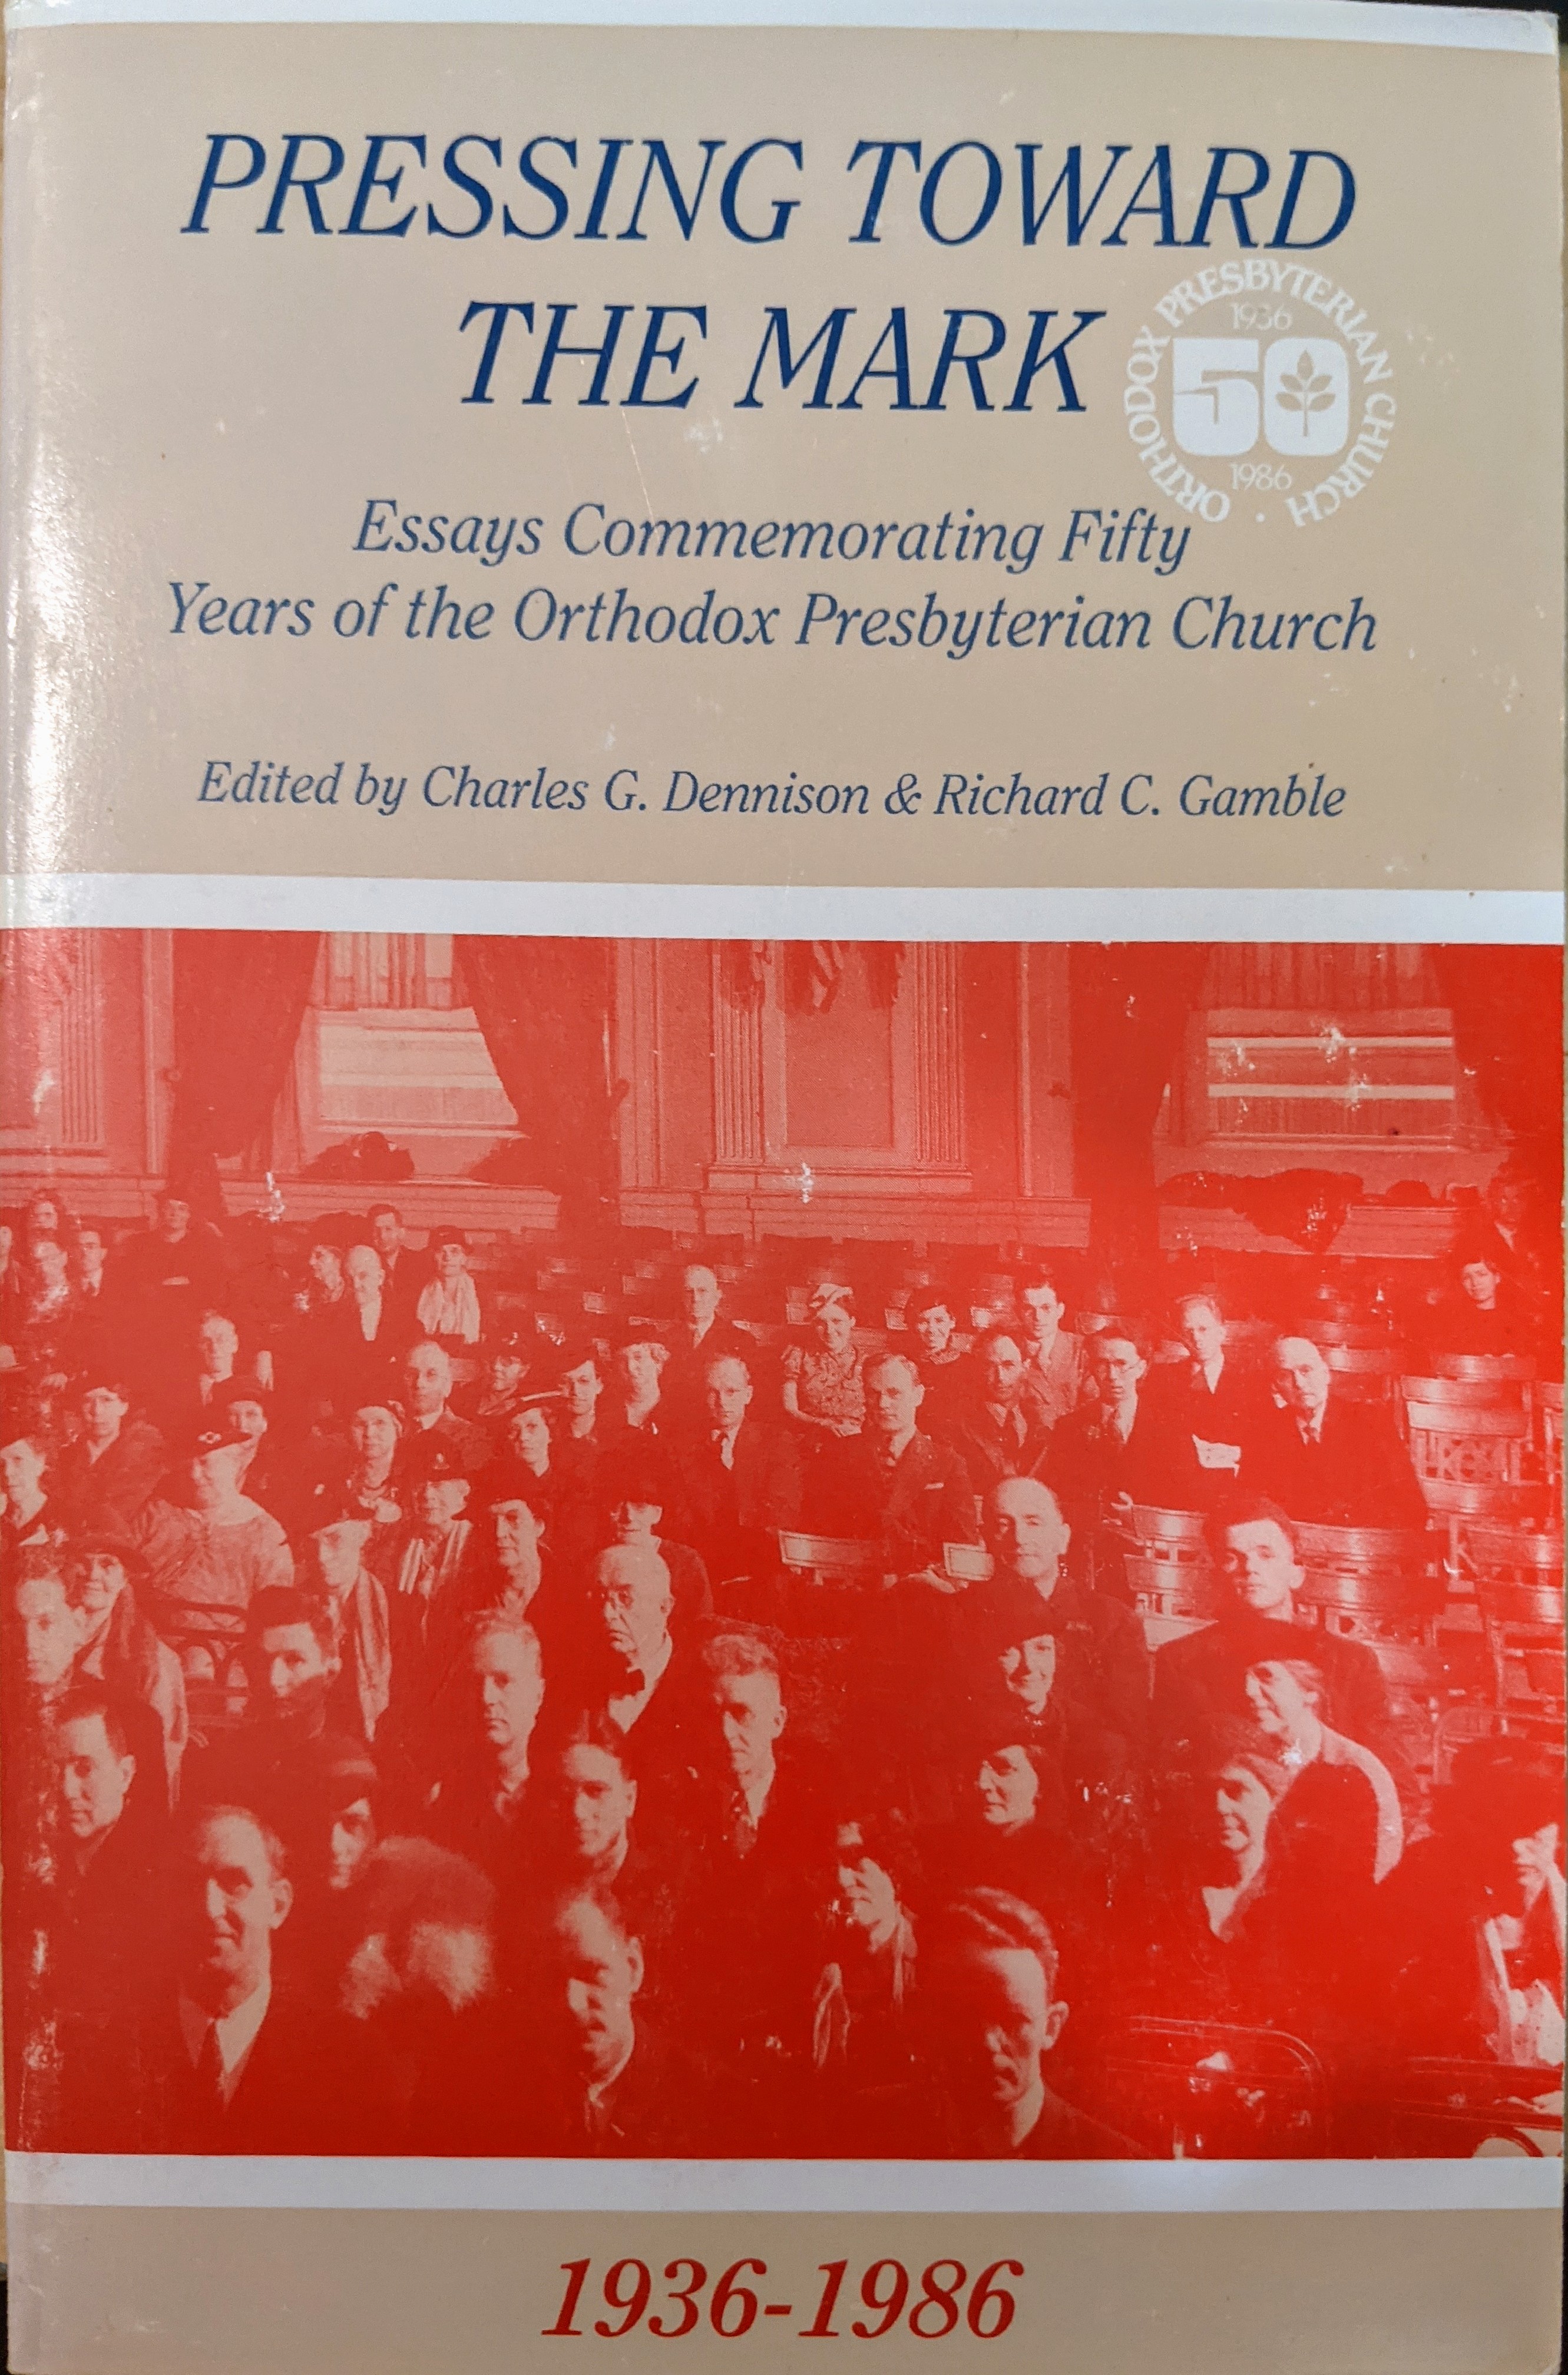 PRESSING TOWARD
THE MARK
ORTHODOX PRESBYTERIAN CHURCH ·
1936
50
1986
Essays Commemorating Fifty
Years of the Orthodox Presbyterian Church
Edited by Charles G. Dennison & Richard C. Gamble
1936-1986